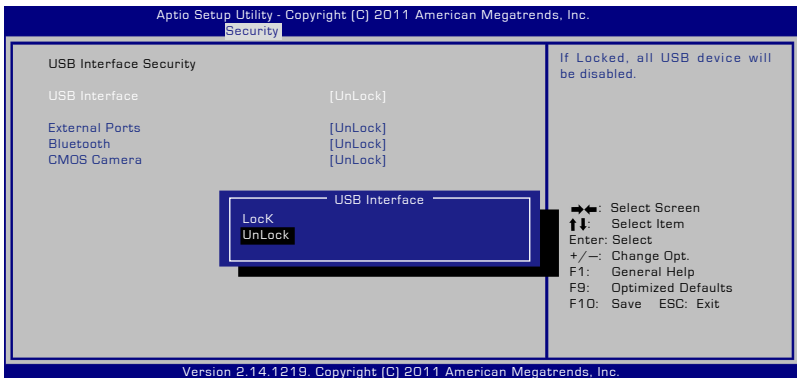 Aptio Setup Utility - Copyright (C) 2011 American Megatrends, Inc.
Security
USB Interface Security
USB Interface [UnLock]
External Ports [UnLock]
Bluetooth [UnLock]
CMOS Camera [UnLock]
USB Interface
LocK
UnLock
If Locked, all USB device will
be disabled.
→←: Select Screen
↑↓: Select Item
Enter: Select
+/—: Change Opt.
F1: General Help
F9: Optimized Defaults
F10: Save ESC: Exit
Version 2.14.1219. Copyright (C) 2011 American Megatrends, Inc.